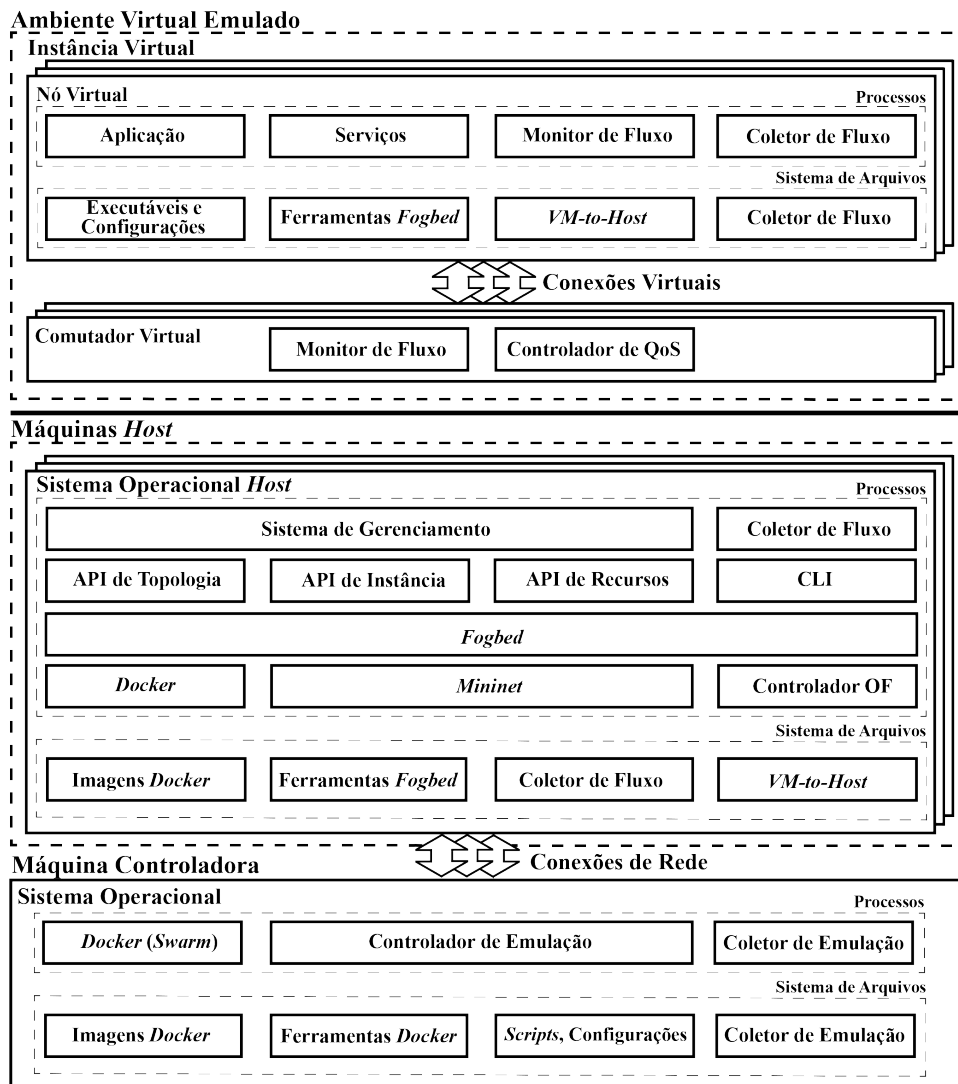 Ambiente Virtual Emulado
Instância Virtual
Nó Virtual
Processos
Aplicação
Serviços
Monitor de Fluxo
Coletor de Fluxo
Sistema de Arquivos
Executáveis e
Configurações
Ferramentas Fogbed
VM-to-Host
Coletor de Fluxo
Conexões Virtuais
Comutador Virtual
Monitor de Fluxo
Controlador de QoS
Máquinas Host
Sistema Operacional Host
Processos
Sistema de Gerenciamento
Coletor de Fluxo
API de Topologia
API de Instância
API de Recursos
CLI
Fogbed
Docker
Mininet
Controlador OF
Sistema de Arquivos
Imagens Docker
Ferramentas Fogbed
Coletor de Fluxo
VM-to-Host
Conexões de Rede
Máquina Controladora
Sistema Operacional
Processos
Docker (Swarm)
Controlador de Emulação
Coletor de Emulação
Sistema de Arquivos
Imagens Docker
Ferramentas Docker
Scripts, Configurações
Coletor de Emulação